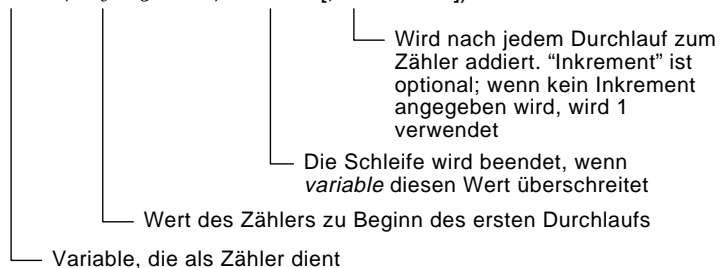 Wird nach jedem Durchlauf zum
Zähler addiert. “Inkrement” ist
optional; wenn kein Inkrement
angegeben wird, wird 1
verwendet
Die Schleife wird beendet, wenn
variable diesen Wert überschreitet
Wert des Zählers zu Beginn des ersten Durchlaufs
Variable, die als Zähler dient